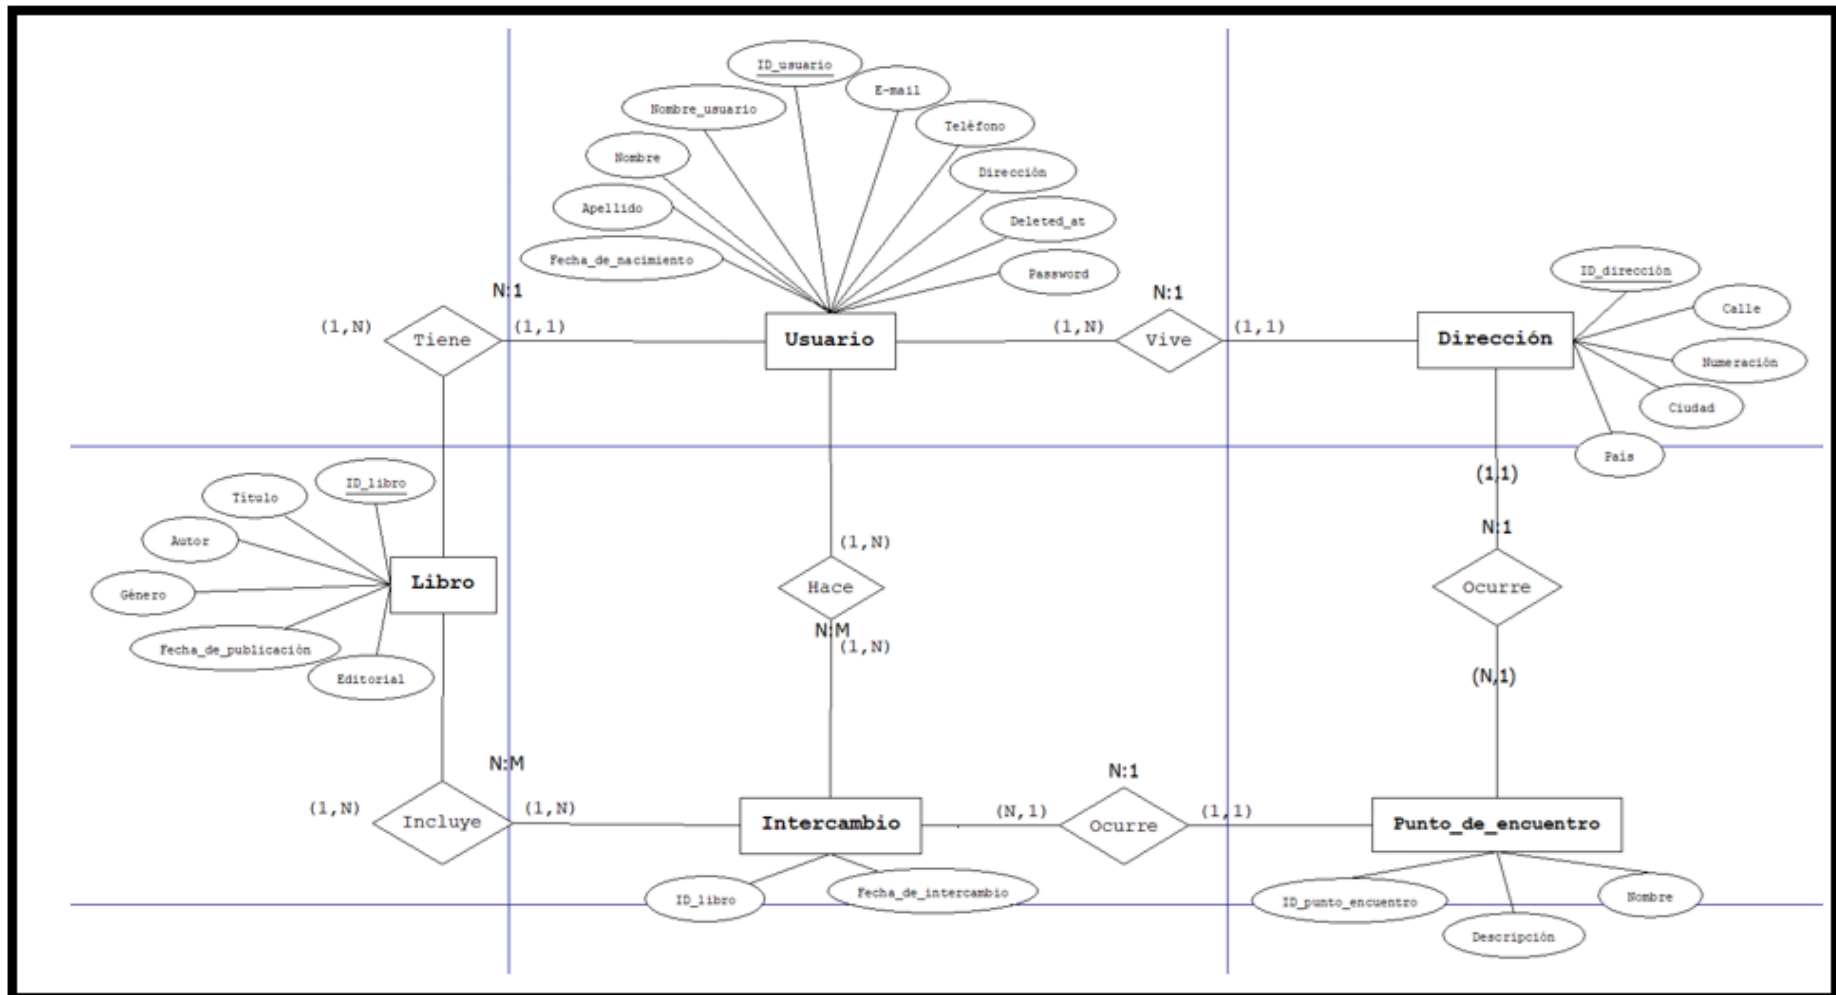 ID_usuario
E-mail
Nombre_usuario
Teléfono
Nombre
Dirección
Apellido
Deleted_at
Fecha_de_nacimiento
Password
ID_dirección
Calle
Numeración
Ciudad
País
N:1
(1,N)
Tiene
(1,1)
Usuario
N:1
(1,N)
Vive
(1,1)
Dirección
ID_libro
Título
Autor
Género
Fecha_de_publicación
Editorial
Libro
(1,N)
Hace
N:M
(1,N)
(1,1)
N:1
Ocurre
(N,1)
N:M
(1,N)
Incluye
(1,N)
Intercambio
N:1
(N,1)
Ocurre
(1,1)
Punto_de_encuentro
ID_libro
Fecha_de_intercambio
ID_punto_encuentro
Descripción
Nombre